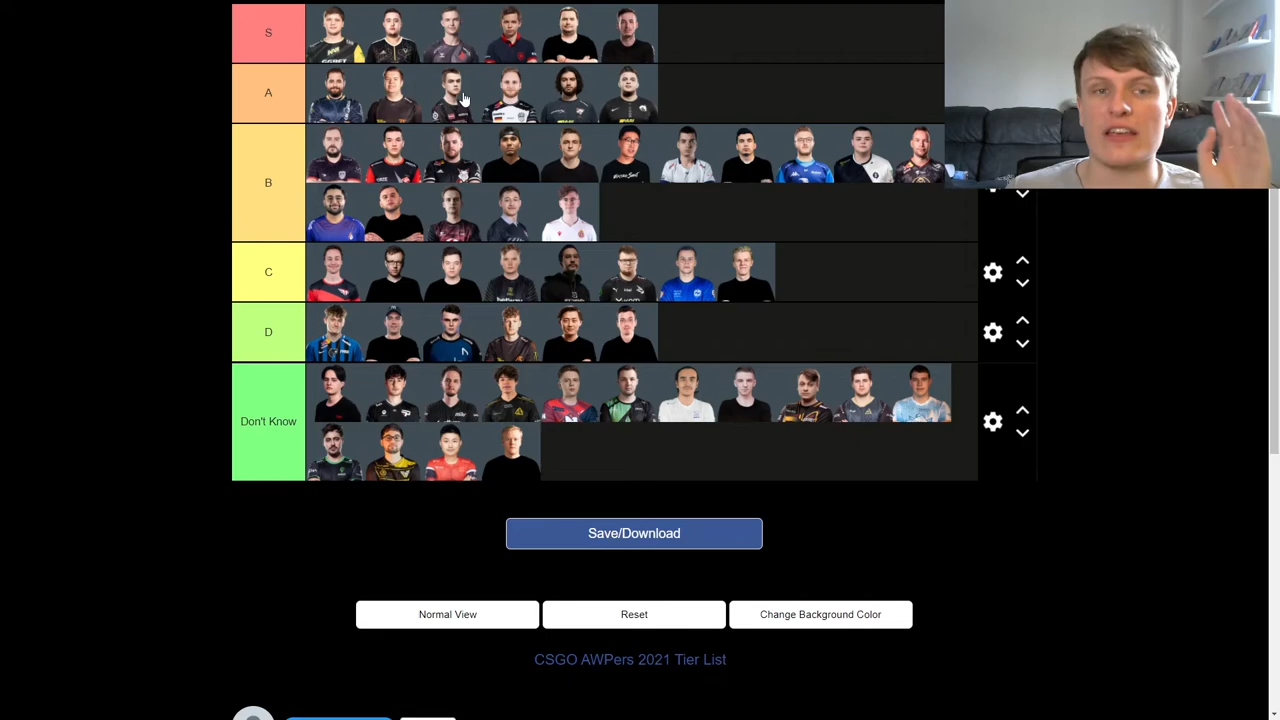 S
A
B
C
D
Don't Know
Save/Download
Normal View
Reset
Change Background Color
CSGO AWPers 2021 Tier List